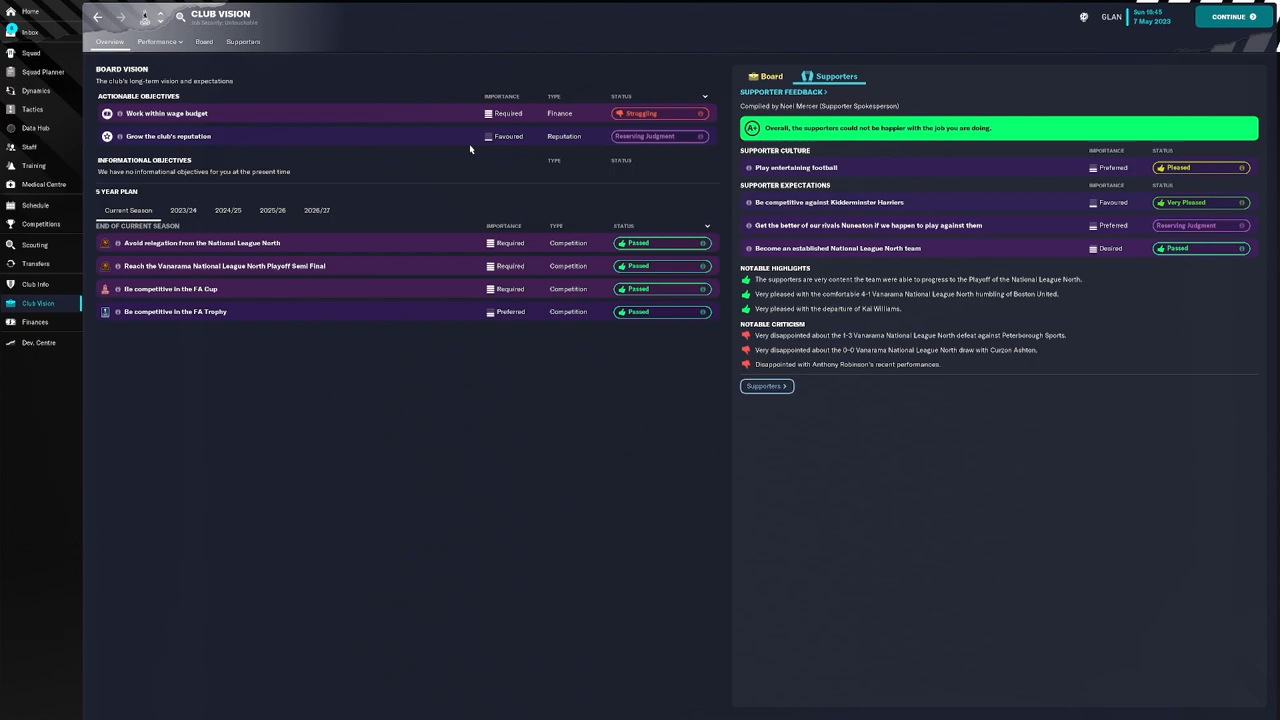 Home
Inbox
Squad
Squad Planner
Dynamics
Tactics
Data Hub
Staff
Training
Medical Centre
Schedule
Competitions
Scouting
Transfers
Club Info
Club Vision
Finances
Dev. Centre
CLUB VISION
Job Security: Untouchable
GLAN
Sun 18:45
7 May 2023
CONTINUE
Overview
Performance
Board
Supporters
BOARD VISION
The club's long-term vision and expectations
ACTIONABLE OBJECTIVES IMPORTANCE TYPE STATUS
Work within wage budget Required Finance Struggling
Grow the club's reputation Favoured Reputation Reserving Judgment
INFORMATIONAL OBJECTIVES TYPE STATUS
We have no informational objectives for you at the present time
5 YEAR PLAN
Current Season 2023/24 2024/25 2025/26 2026/27
END OF CURRENT SEASON IMPORTANCE TYPE STATUS
Avoid relegation from the National League North Required Competition Passed
Reach the Vanarama National League North Playoff Semi Final Required Competition Passed
Be competitive in the FA Cup Required Competition Passed
Be competitive in the FA Trophy Preferred Competition Passed
Board Supporters
SUPPORTER FEEDBACK >
Compiled by Noel Mercer (Supporter Spokesperson)
A+ Overall, the supporters could not be happier with the job you are doing.
SUPPORTER CULTURE IMPORTANCE STATUS
Play entertaining football Preferred Pleased
SUPPORTER EXPECTATIONS IMPORTANCE STATUS
Be competitive against Kidderminster Harriers Favoured Very Pleased
Get the better of our rivals Nuneaton if we happen to play against them Preferred Reserving Judgment
Become an established National League North team Desired Passed
NOTABLE HIGHLIGHTS
The supporters are very content the team were able to progress to the Playoff of the National League North.
Very pleased with the comfortable 4-1 Vanarama National League North humbling of Boston United.
Very pleased with the departure of Kai Williams.
NOTABLE CRITICISM
Very disappointed about the 1-3 Vanarama National League North defeat against Peterborough Sports.
Very disappointed about the 0-0 Vanarama National League North draw with Curzon Ashton.
Disappointed with Anthony Robinson's recent performances.
Supporters >